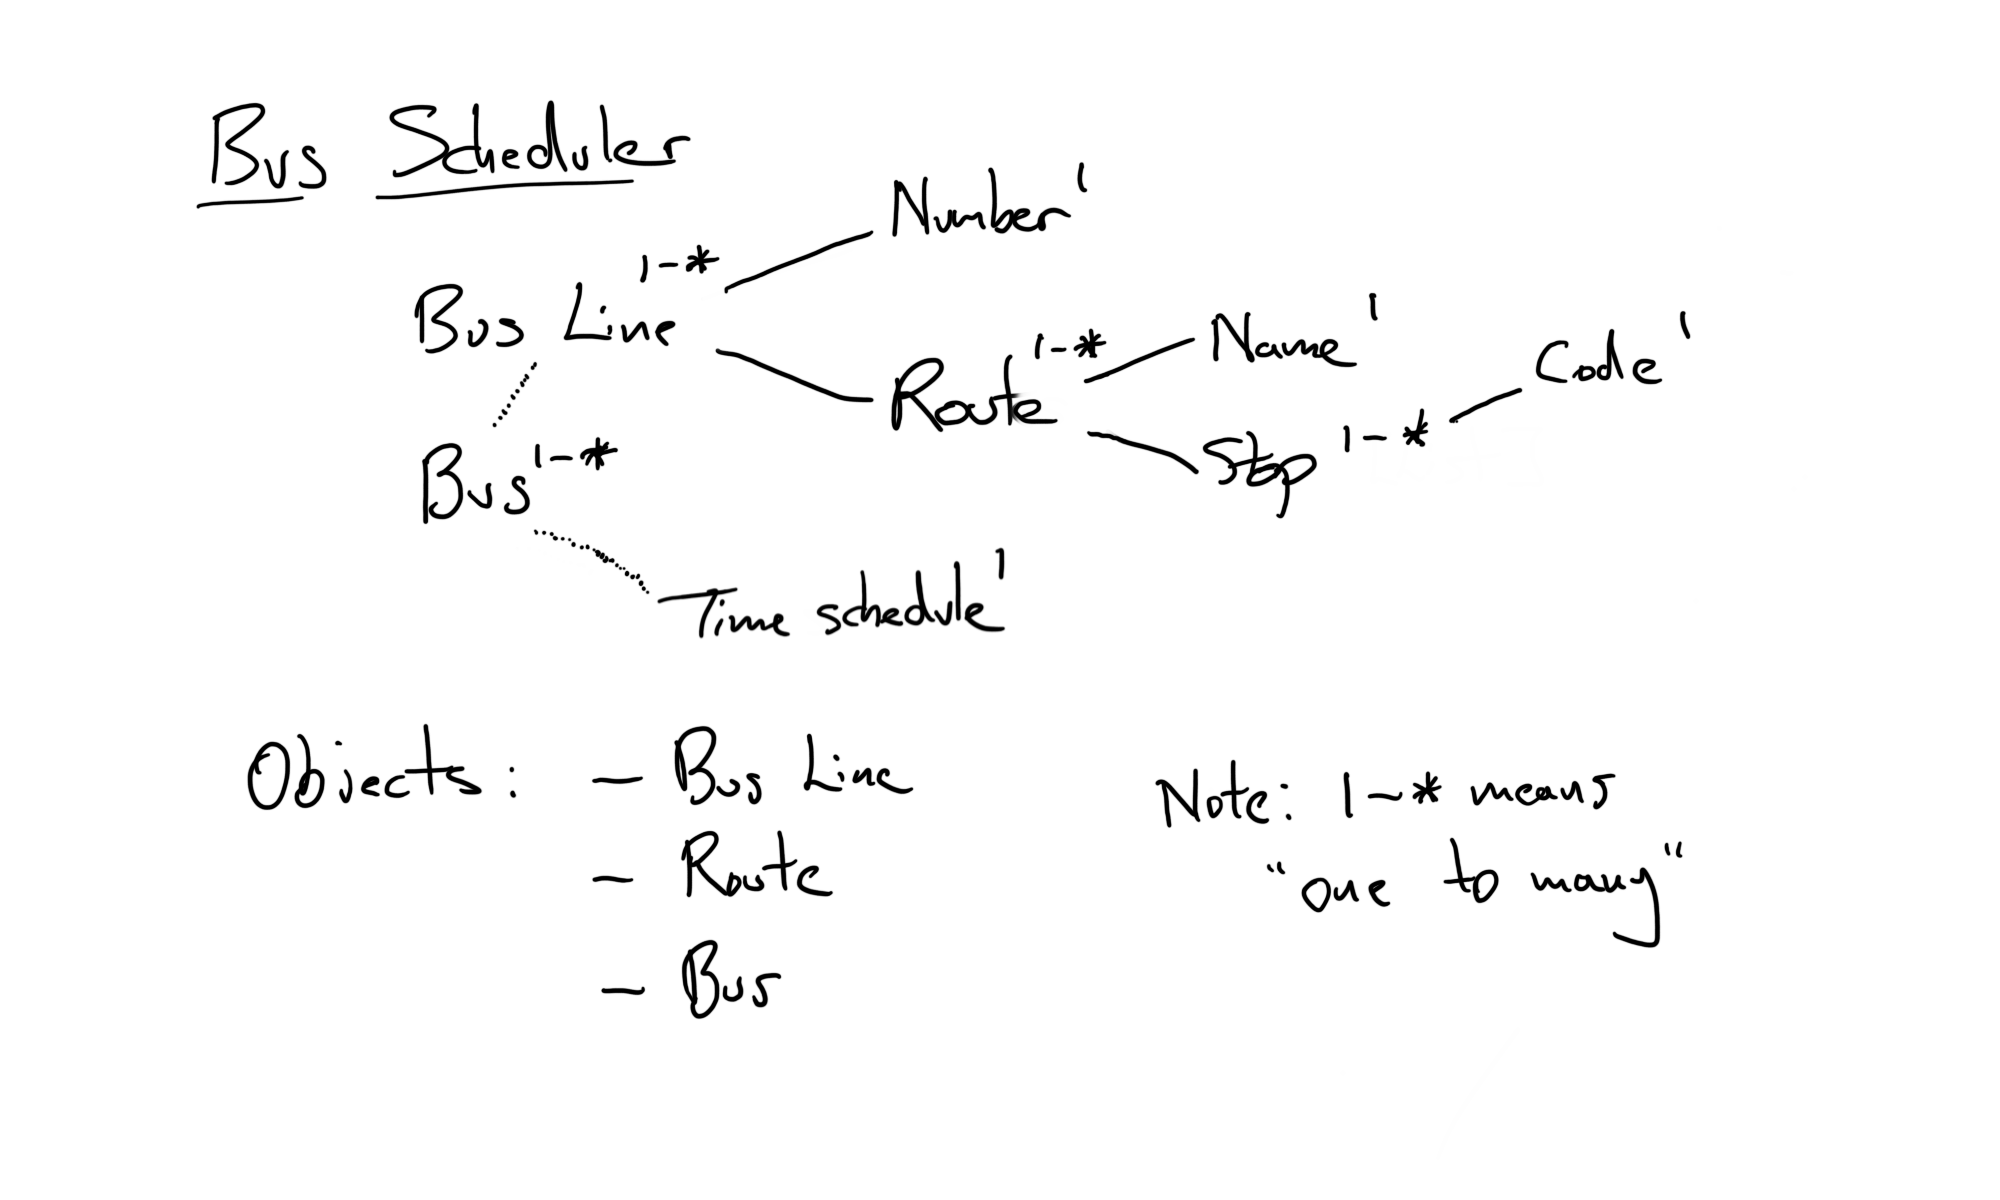 Bus Scheduler
Number 1
Bus Line 1-*
Route 1-*
Name 1
Stop 1-*
Code 1
Bus 1-*
Time schedule 1
Objects: - Bus Line
- Route
- Bus
Note: 1-* means
"one to many"